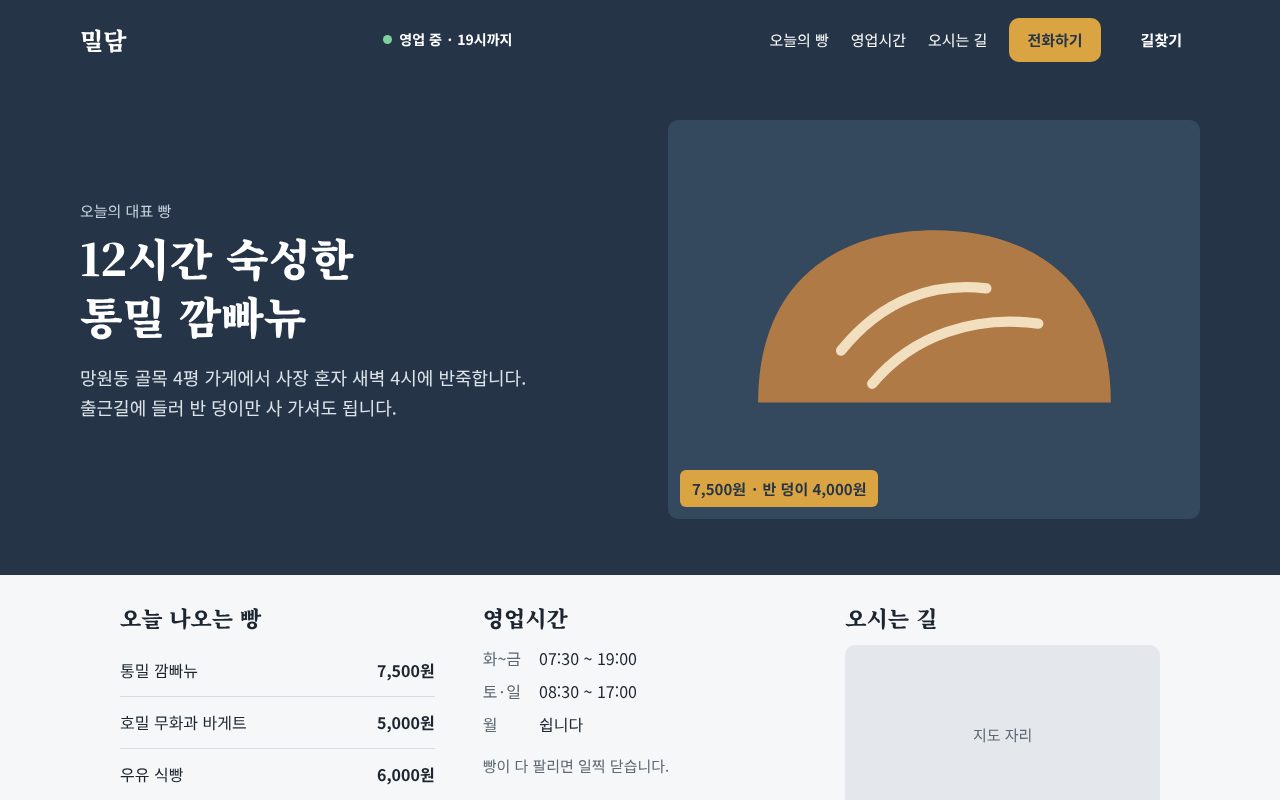 밀담
영업 중 · 19시까지
오늘의 빵
영업시간
오시는 길
전화하기
길찾기
오늘의 대표 빵
12시간 숙성한
통밀 깜빠뉴
망원동 골목 4평 가게에서 사장 혼자 새벽 4시에 반죽합니다.
출근길에 들러 반 덩이만 사 가셔도 됩니다.
7,500원 · 반 덩이 4,000원
오늘 나오는 빵
통밀 깜빠뉴 7,500원
호밀 무화과 바게트 5,000원
우유 식빵 6,000원
영업시간
화~금 07:30 ~ 19:00
토·일 08:30 ~ 17:00
월 쉽니다
빵이 다 팔리면 일찍 닫습니다.
오시는 길
지도 자리